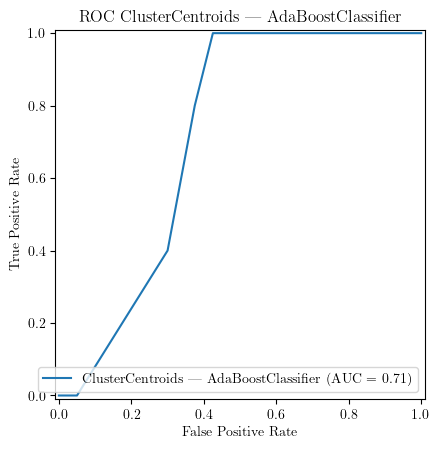 ROC ClusterCentroids — AdaBoostClassifier
1.0
0.8
0.6
0.4
0.2
0.0
True Positive Rate
ClusterCentroids — AdaBoostClassifier (AUC = 0.71)
0.0 0.2 0.4 0.6 0.8 1.0
False Positive Rate